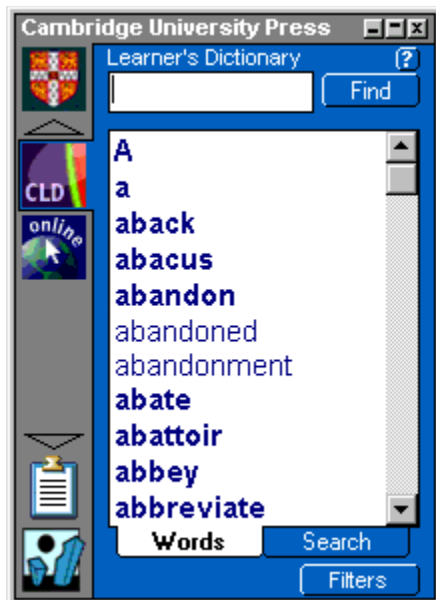 Cambridge University Press
Learner's Dictionary
?
Find
A
a
CLD
aback
online
abacus
abandon
abandoned
abandonment
abate
abattoir
abbey
abbreviate
Words Search
Filters